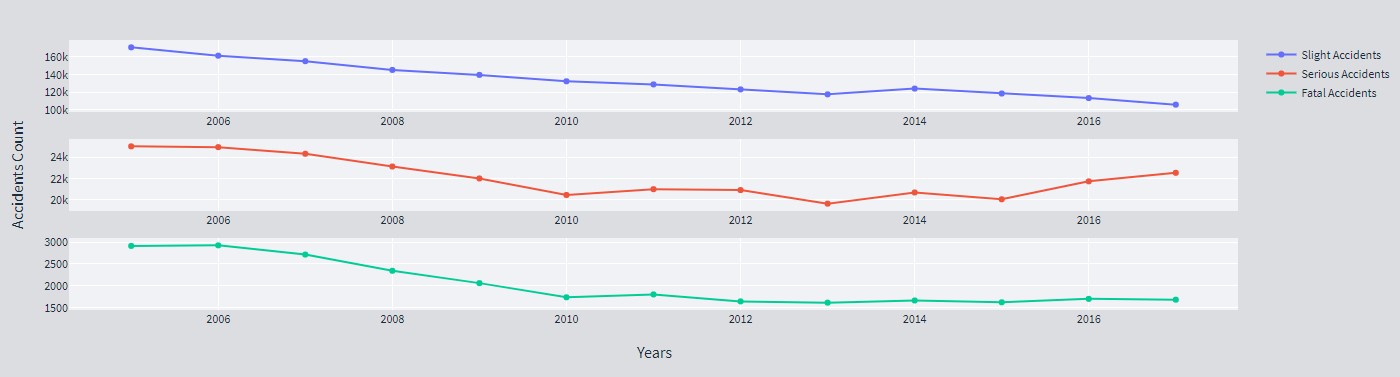 160k
140k
120k
100k
2006 2008 2010 2012 2014 2016
24k
22k
20k
2006 2008 2010 2012 2014 2016
3000
2500
2000
1500
2006 2008 2010 2012 2014 2016
Accidents Count
Years
Slight Accidents
Serious Accidents
Fatal Accidents